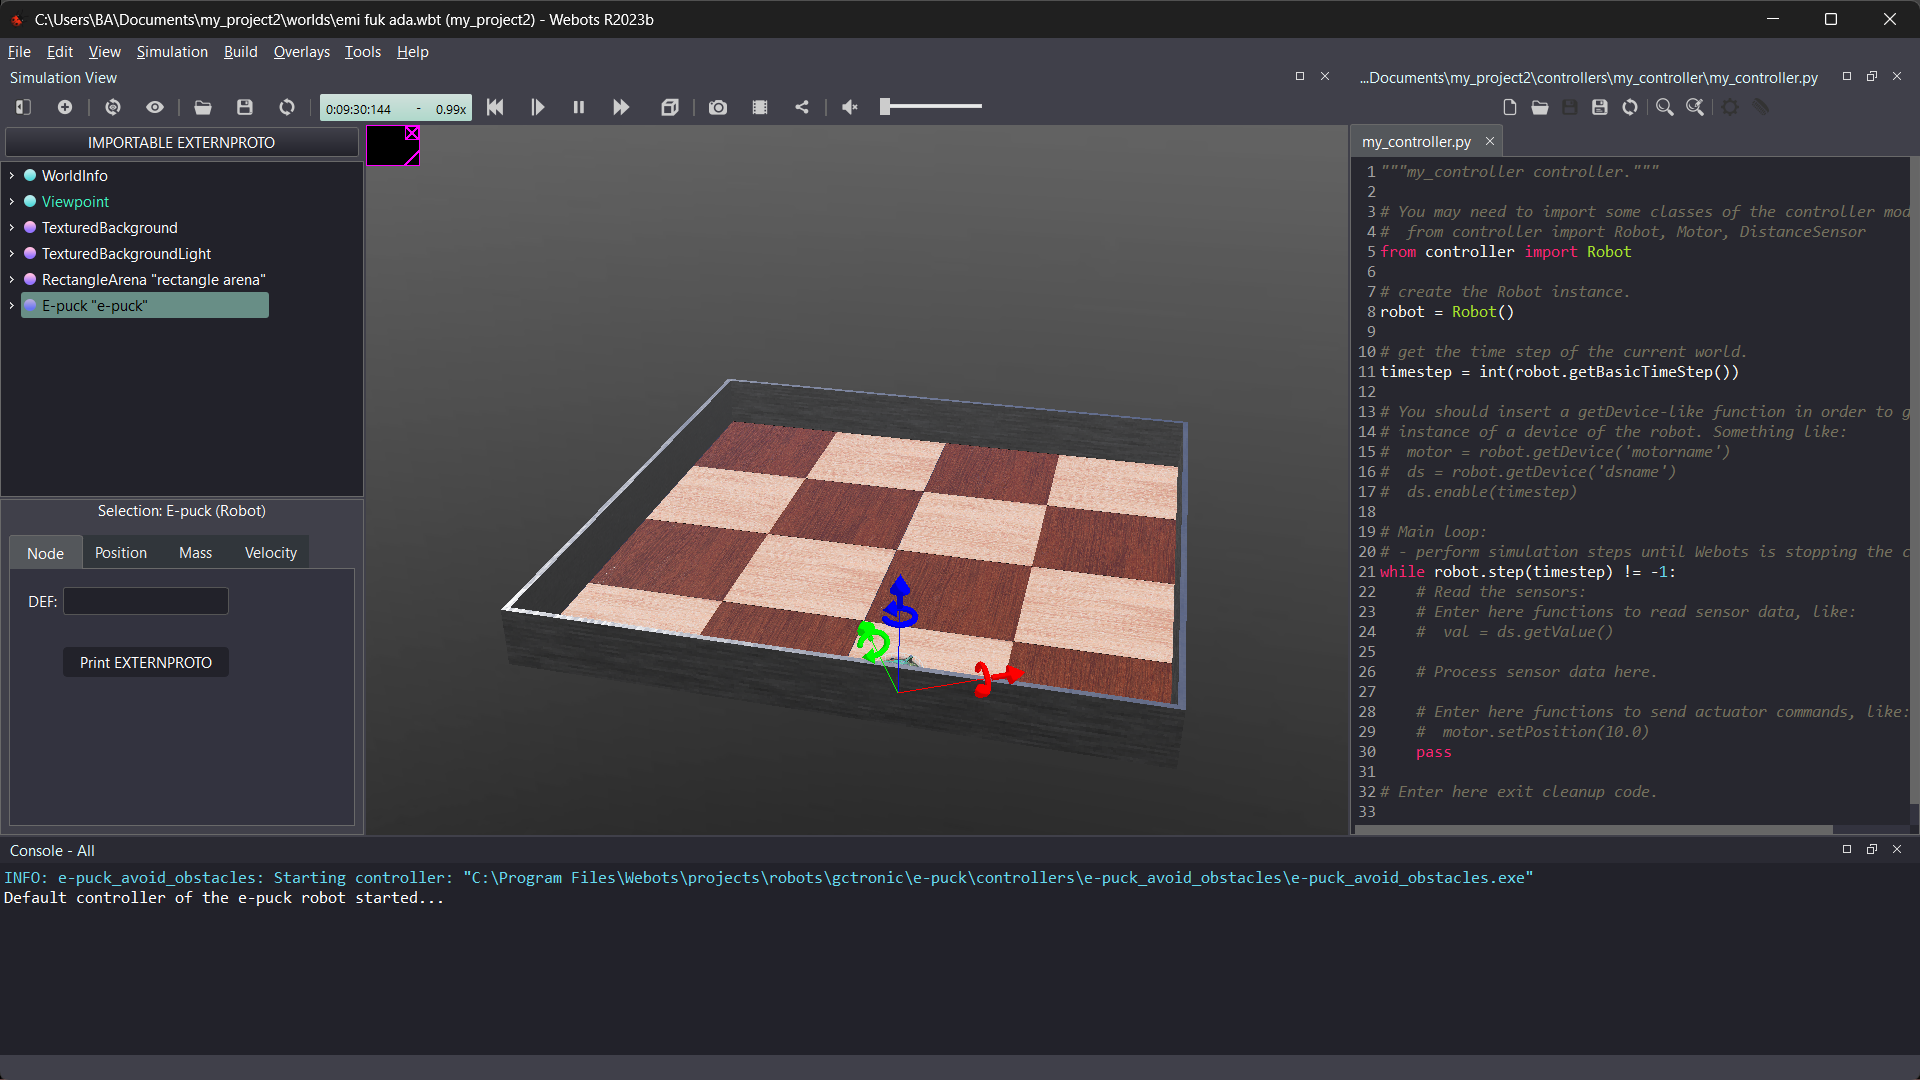 C:\Users\BA\Documents\my_project2\worlds\emi fuk ada.wbt (my_project2) - Webots R2023b
File Edit View Simulation Build Overlays Tools Help
Simulation View
0:09:30:144 - 0.99x
IMPORTABLE EXTERNPROTO
WorldInfo
Viewpoint
TexturedBackground
TexturedBackgroundLight
RectangleArena "rectangle arena"
E-puck "e-puck"
Selection: E-puck (Robot)
Node Position Mass Velocity
DEF:
Print EXTERNPROTO
...Documents\my_project2\controllers\my_controller\my_controller.py
my_controller.py
1 """my_controller controller."""
2
3 # You may need to import some classes of the controller mod
4 #  from controller import Robot, Motor, DistanceSensor
5 from controller import Robot
6
7 # create the Robot instance.
8 robot = Robot()
9
10 # get the time step of the current world.
11 timestep = int(robot.getBasicTimeStep())
12
13 # You should insert a getDevice-like function in order to g
14 # instance of a device of the robot. Something like:
15 #  motor = robot.getDevice('motorname')
16 #  ds = robot.getDevice('dsname')
17 #  ds.enable(timestep)
18
19 # Main loop:
20 # - perform simulation steps until Webots is stopping the c
21 while robot.step(timestep) != -1:
22     # Read the sensors:
23     # Enter here functions to read sensor data, like:
24     #  val = ds.getValue()
25
26     # Process sensor data here.
27
28     # Enter here functions to send actuator commands, like:
29     #  motor.setPosition(10.0)
30     pass
31
32 # Enter here exit cleanup code.
33
Console - All
INFO: e-puck_avoid_obstacles: Starting controller: "C:\Program Files\Webots\projects\robots\gctronic\e-puck\controllers\e-puck_avoid_obstacles\e-puck_avoid_obstacles.exe"
Default controller of the e-puck robot started...